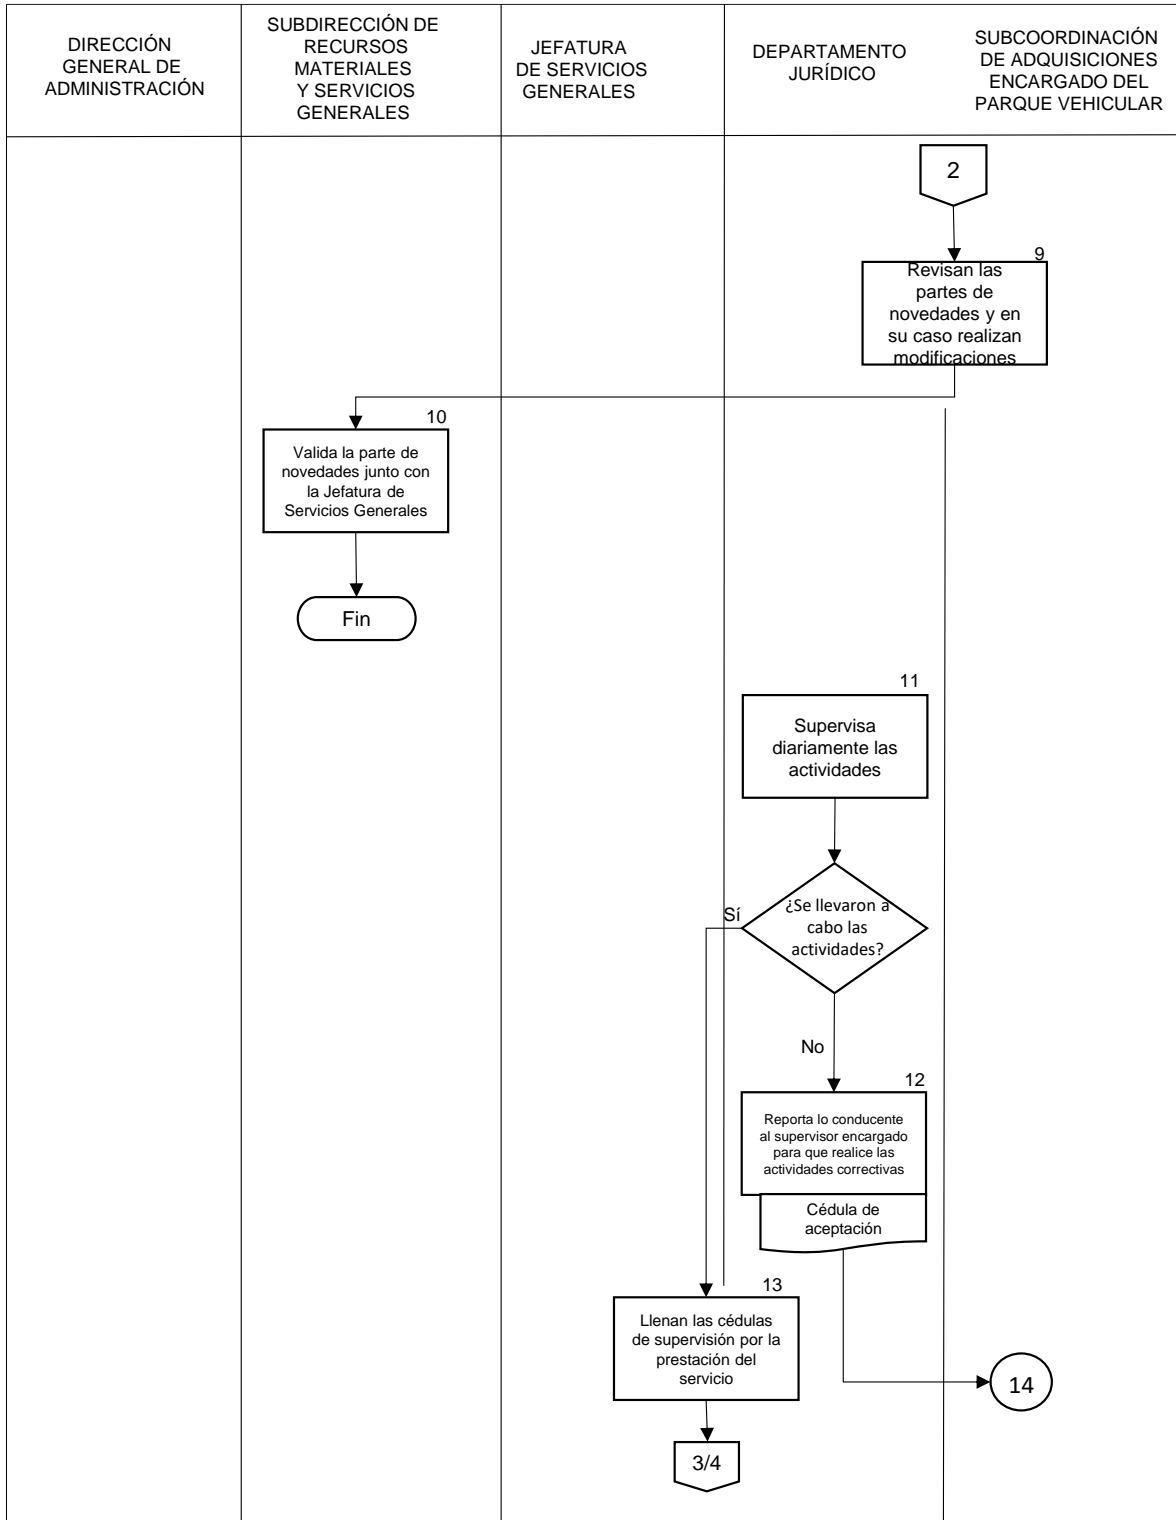 DIRECCIÓN
GENERAL DE
ADMINISTRACIÓN
SUBDIRECCIÓN DE
RECURSOS
MATERIALES
Y SERVICIOS
GENERALES
JEFATURA
DE SERVICIOS
GENERALES
DEPARTAMENTO
JURÍDICO
SUBCOORDINACIÓN
DE ADQUISICIONES
ENCARGADO DEL
PARQUE VEHICULAR
2
9
Revisan las
partes de
novedades y en
su caso realizan
modificaciones
10
Valida la parte de
novedades junto con
la Jefatura de
Servicios Generales
Fin
11
Supervisa
diariamente las
actividades
¿Se llevaron a
cabo las
actividades?
Sí
No
12
Reporta lo conducente
al supervisor encargado
para que realice las
actividades correctivas
Cédula de
aceptación
13
Llenan las cédulas
de supervisión por la
prestación del
servicio
14
3/4